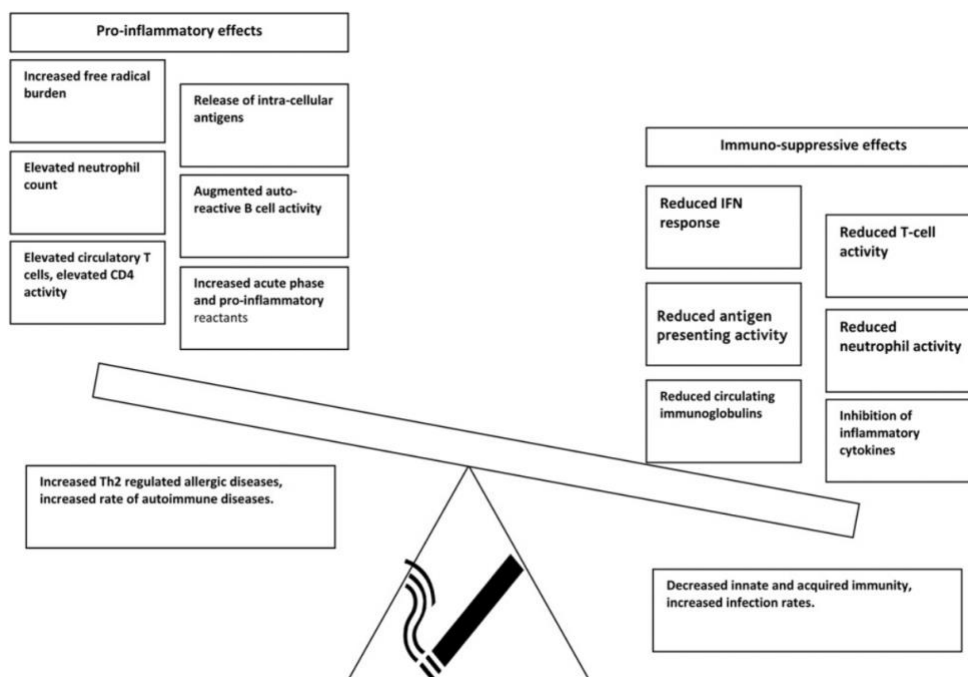 Pro-inflammatory effects
Increased free radical
burden
Release of intra-cellular
antigens
Elevated neutrophil
count
Augmented auto-
reactive B cell activity
Elevated circulatory T
cells, elevated CD4
activity
Increased acute phase
and pro-inflammatory
reactants
Immuno-suppressive effects
Reduced IFN
response
Reduced T-cell
activity
Reduced antigen
presenting activity
Reduced
neutrophil activity
Reduced circulating
immunoglobulins
Inhibition of
inflammatory
cytokines
Increased Th2 regulated allergic diseases,
increased rate of autoimmune diseases.
Decreased innate and acquired immunity,
increased infection rates.